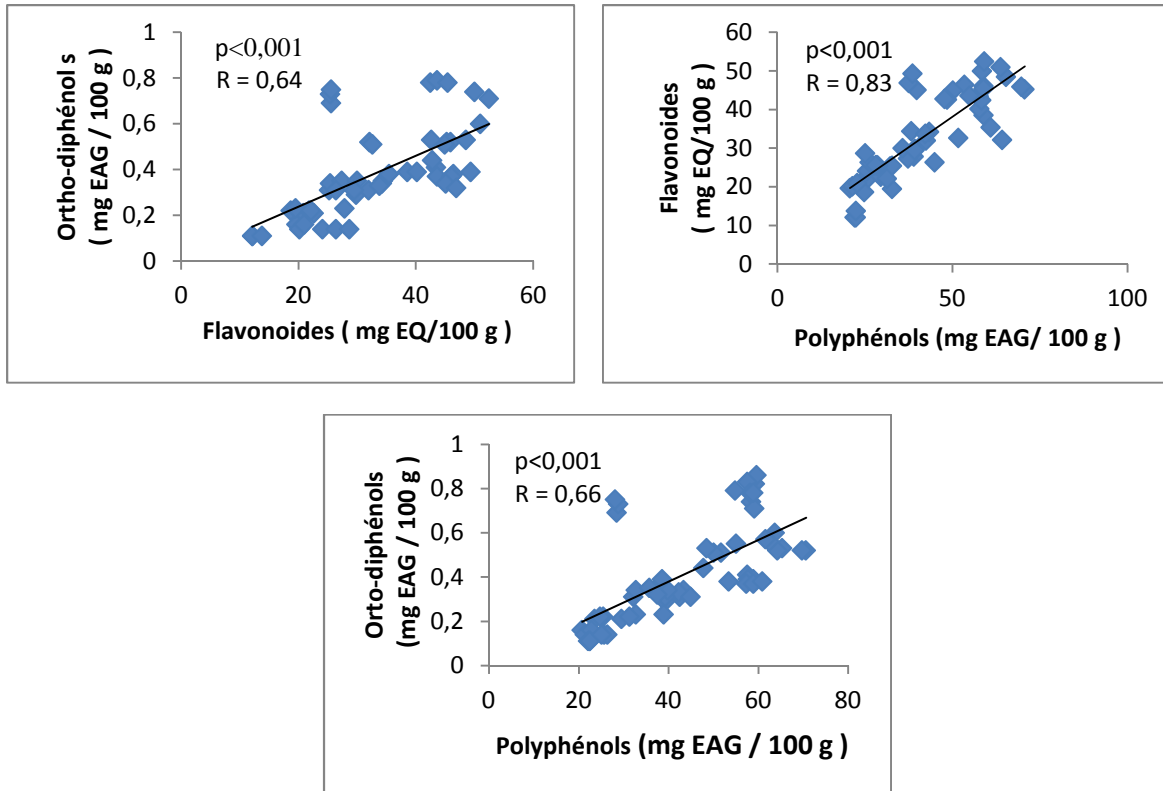 1
0,8
0,6
0,4
0,2
0
p<0,001
R = 0,64
Ortho-diphénol s
( mg EAG / 100 g )
0
20
40
60
Flavonoides ( mg EQ/100 g )
60
50
40
30
20
10
0
p<0,001
R = 0,83
Flavonoides
( mg EQ/100 g )
0
50
100
Polyphénols (mg EAG/ 100 g )
1
0,8
0,6
0,4
0,2
0
p<0,001
R = 0,66
Orto-diphénols
(mg EAG / 100 g )
0
20
40
60
80
Polyphénols (mg EAG / 100 g )